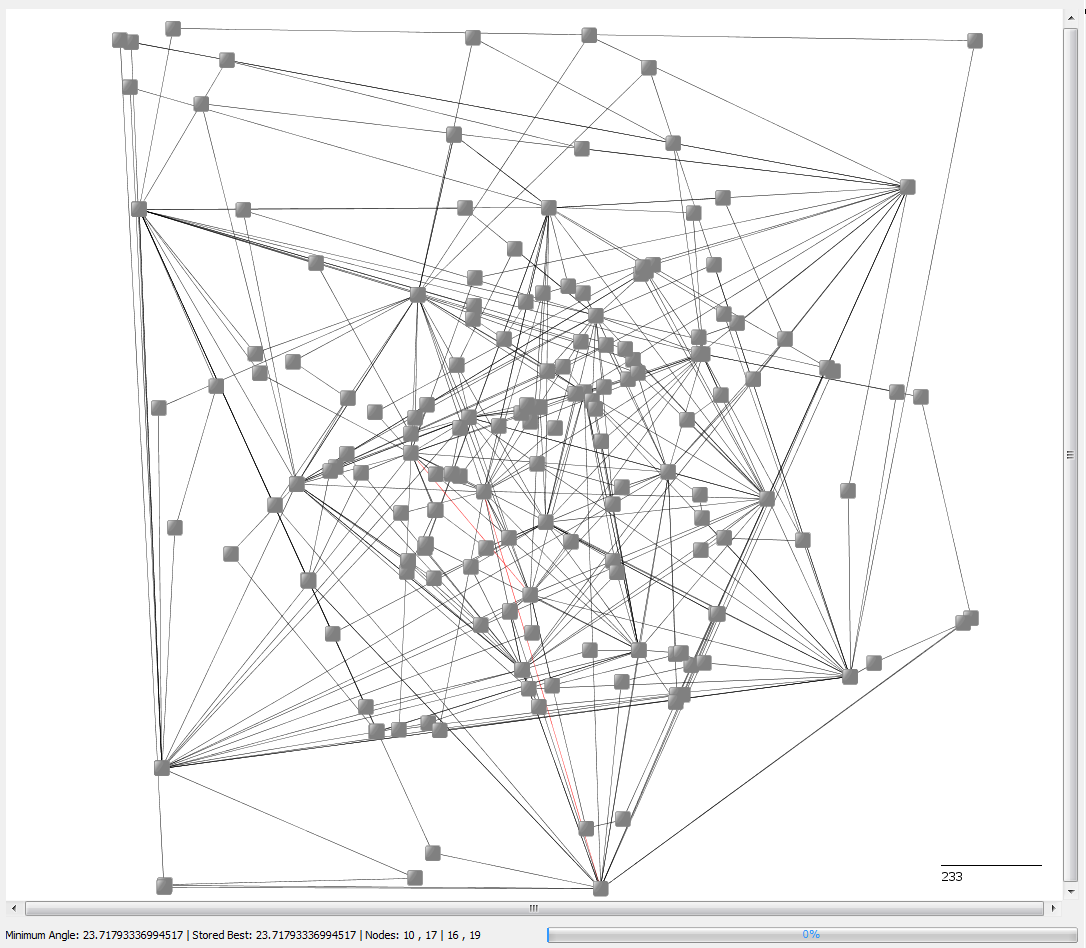 233
Minimum Angle: 23.71793336994517 | Stored Best: 23.71793336994517 | Nodes: 10 , 17 | 16 , 19
0%